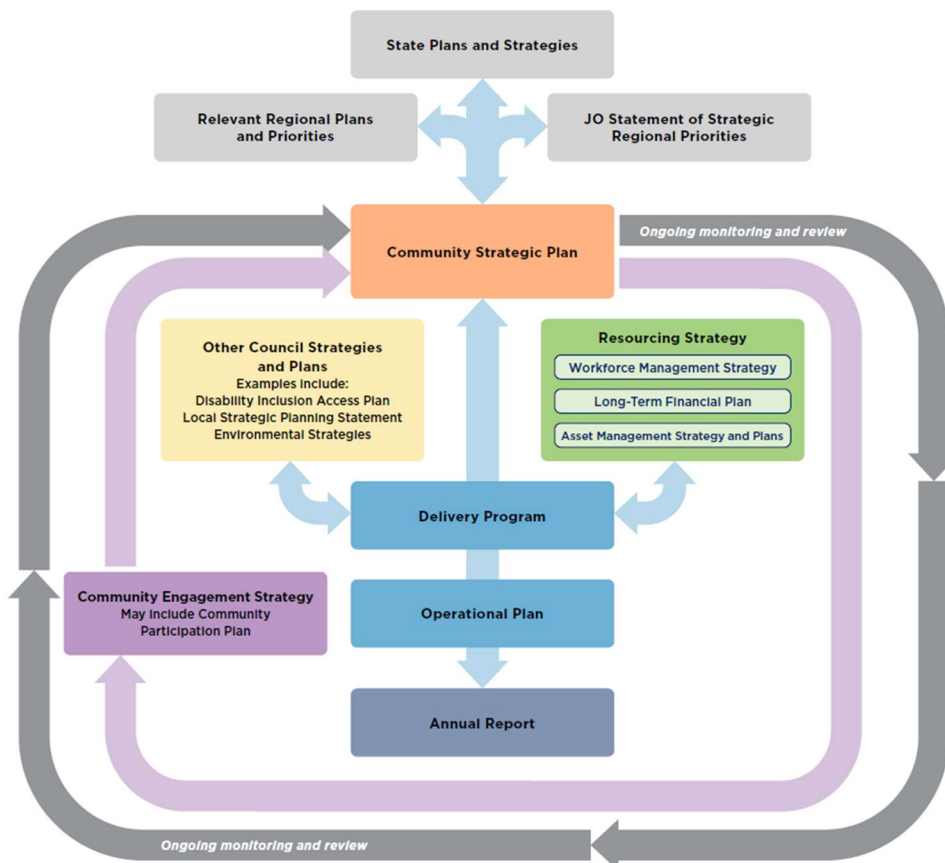 State Plans and Strategies
Relevant Regional Plans
and Priorities
JO Statement of Strategic
Regional Priorities
Community Strategic Plan
Ongoing monitoring and review
Other Council Strategies
and Plans
Examples include:
Disability Inclusion Access Plan
Local Strategic Planning Statement
Environmental Strategies
Resourcing Strategy
Workforce Management Strategy
Long-Term Financial Plan
Asset Management Strategy and Plans
Delivery Program
Community Engagement Strategy
May include Community
Participation Plan
Operational Plan
Annual Report
Ongoing monitoring and review